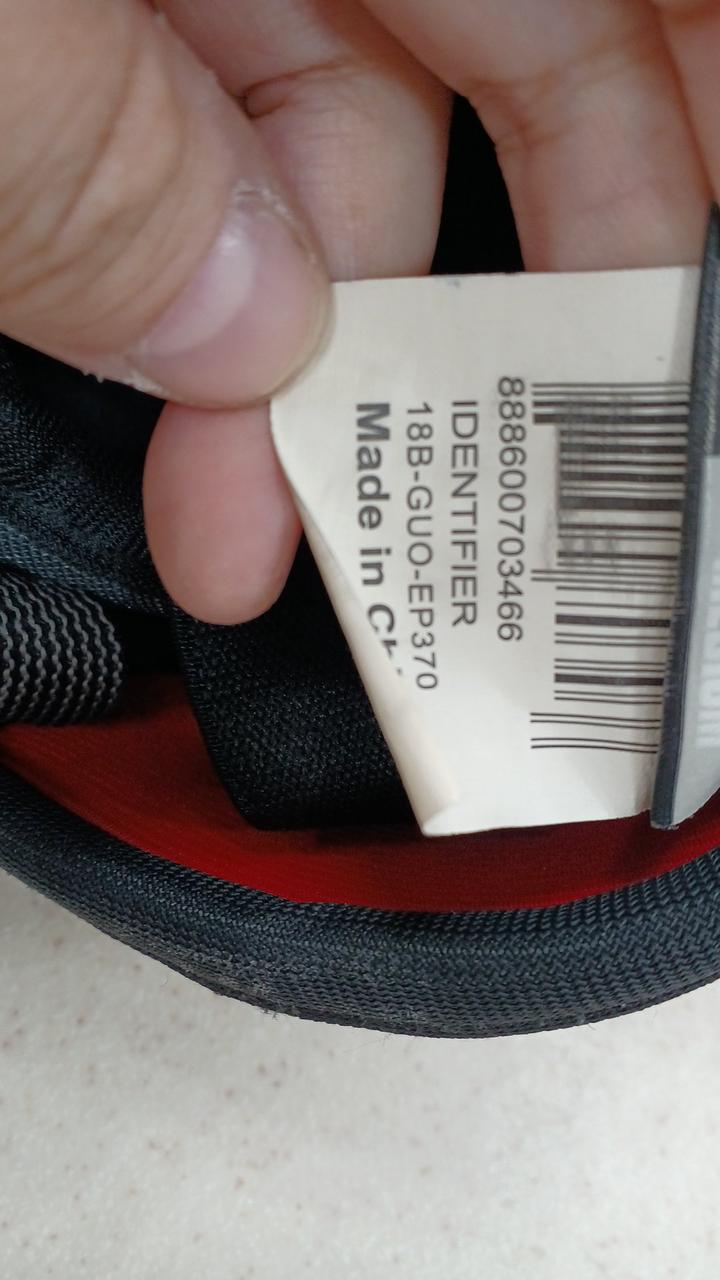 888600703466
IDENTIFIER
18B-GUO-EP370
Made in